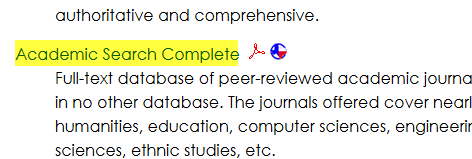 authoritative and comprehensive.
Academic Search Complete
Full-text database of peer-reviewed academic journa
in no other database. The journals offered cover nearl
humanities, education, computer sciences, engineerin
sciences, ethnic studies, etc.